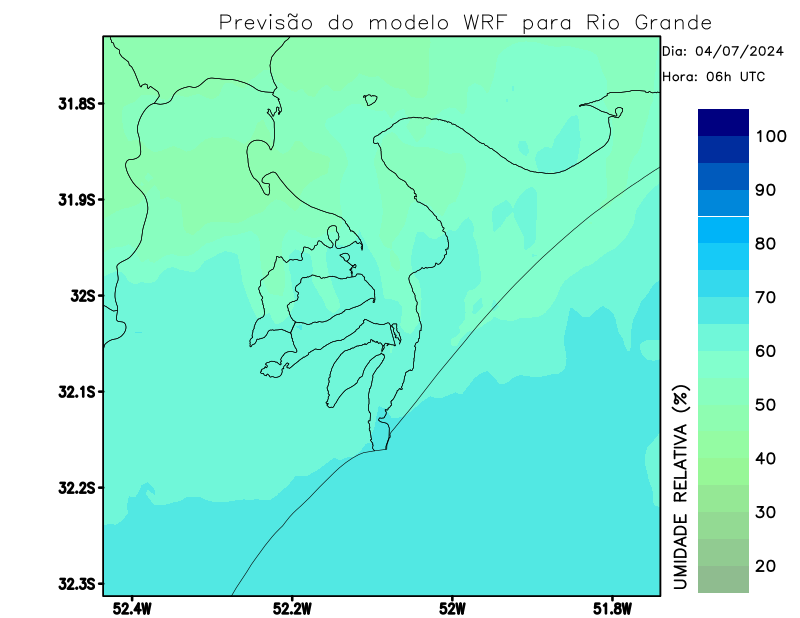 Previsão do modelo WRF para Rio Grande
Dia: 04/07/2024
Hora: 06h UTC
31.8S
31.9S
32S
32.1S
32.2S
32.3S
52.4W
52.2W
52W
51.8W
100
90
80
70
60
50
40
30
20
UMIDADE RELATIVA (%)